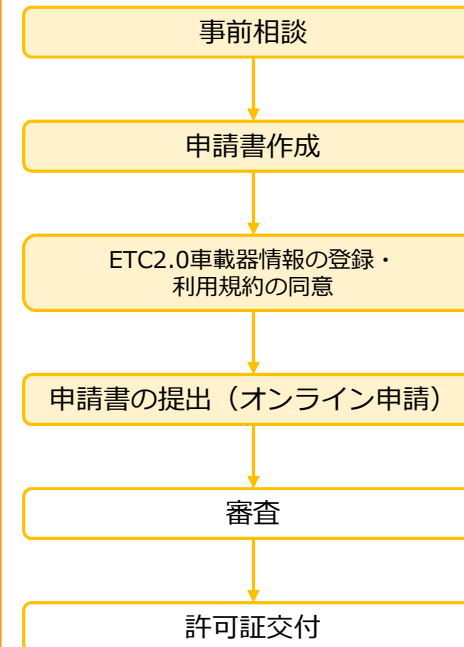 事前相談
申請書作成
ETC2.0車載器情報の登録・
利用規約の同意
申請書の提出（オンライン申請）
審査
許可証交付